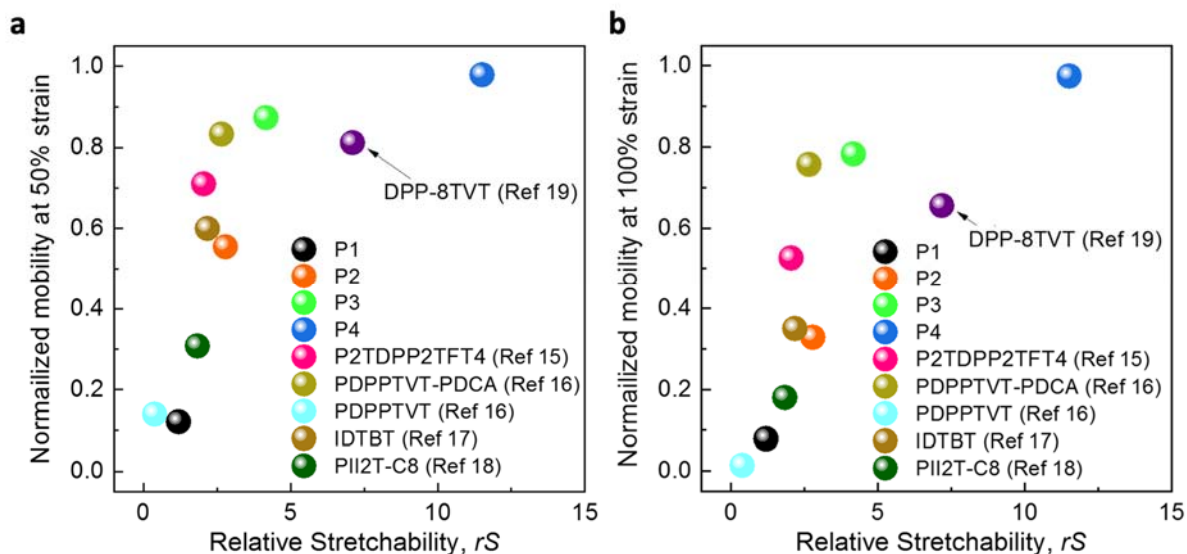 a
Normailized mobility at 50% strain
1.0
0.8
0.6
0.4
0.2
0.0
DPP-8TVT (Ref 19)
P1
P2
P3
P4
P2TDPP2TFT4 (Ref 15)
PDPPTVT-PDCA (Ref 16)
PDPPTVT (Ref 16)
IDTBT (Ref 17)
PII2T-C8 (Ref 18)
0 5 10 15
Relative Stretchability, rS
b
Normailized mobility at 100% strain
1.0
0.8
0.6
0.4
0.2
0.0
DPP-8TVT (Ref 19)
P1
P2
P3
P4
P2TDPP2TFT4 (Ref 15)
PDPPTVT-PDCA (Ref 16)
PDPPTVT (Ref 16)
IDTBT (Ref 17)
PII2T-C8 (Ref 18)
0 5 10 15
Relative Stretchability, rS